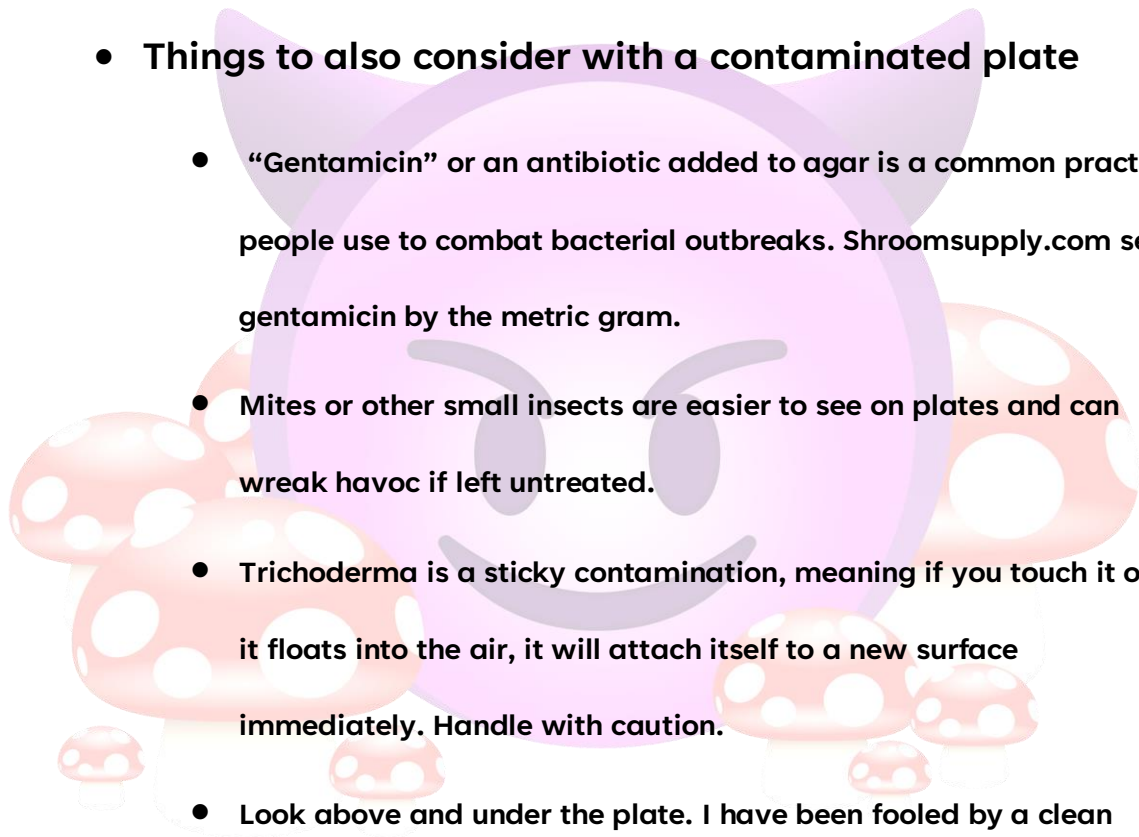 • Things to also consider with a contaminated plate
• “Gentamicin” or an antibiotic added to agar is a common pract
people use to combat bacterial outbreaks. Shroomsupply.com se
gentamicin by the metric gram.
• Mites or other small insects are easier to see on plates and can
wreak havoc if left untreated.
• Trichoderma is a sticky contamination, meaning if you touch it o
it floats into the air, it will attach itself to a new surface
immediately. Handle with caution.
• Look above and under the plate. I have been fooled by a clean